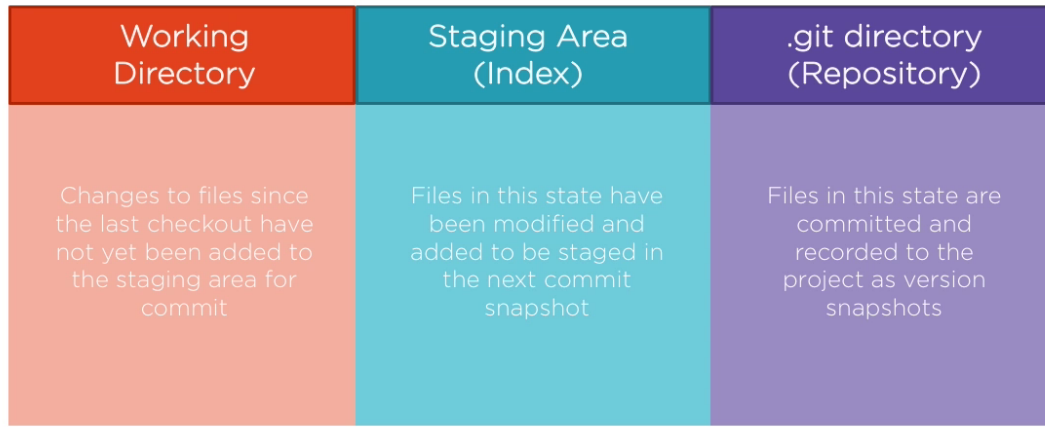 Working
Directory
Staging Area
(Index)
.git directory
(Repository)
Changes to files since
the last checkout have
not yet been added to
the staging area for
commit
Files in this state have
been modified and
added to be staged in
the next commit
snapshot
Files in this state are
committed and
recorded to the
project as version
snapshots